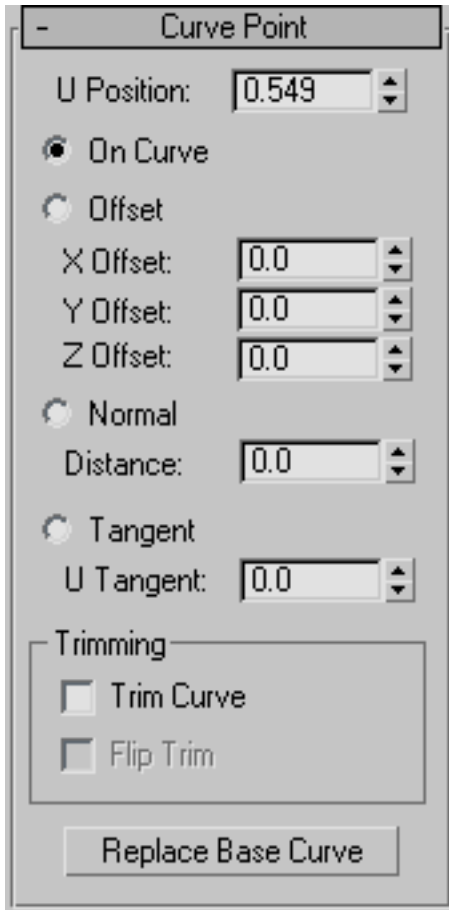 - Curve Point
U Position: 0.549
On Curve
Offset
X Offset: 0.0
Y Offset: 0.0
Z Offset: 0.0
Normal
Distance: 0.0
Tangent
U Tangent: 0.0
Trimming
Trim Curve
Flip Trim
Replace Base Curve